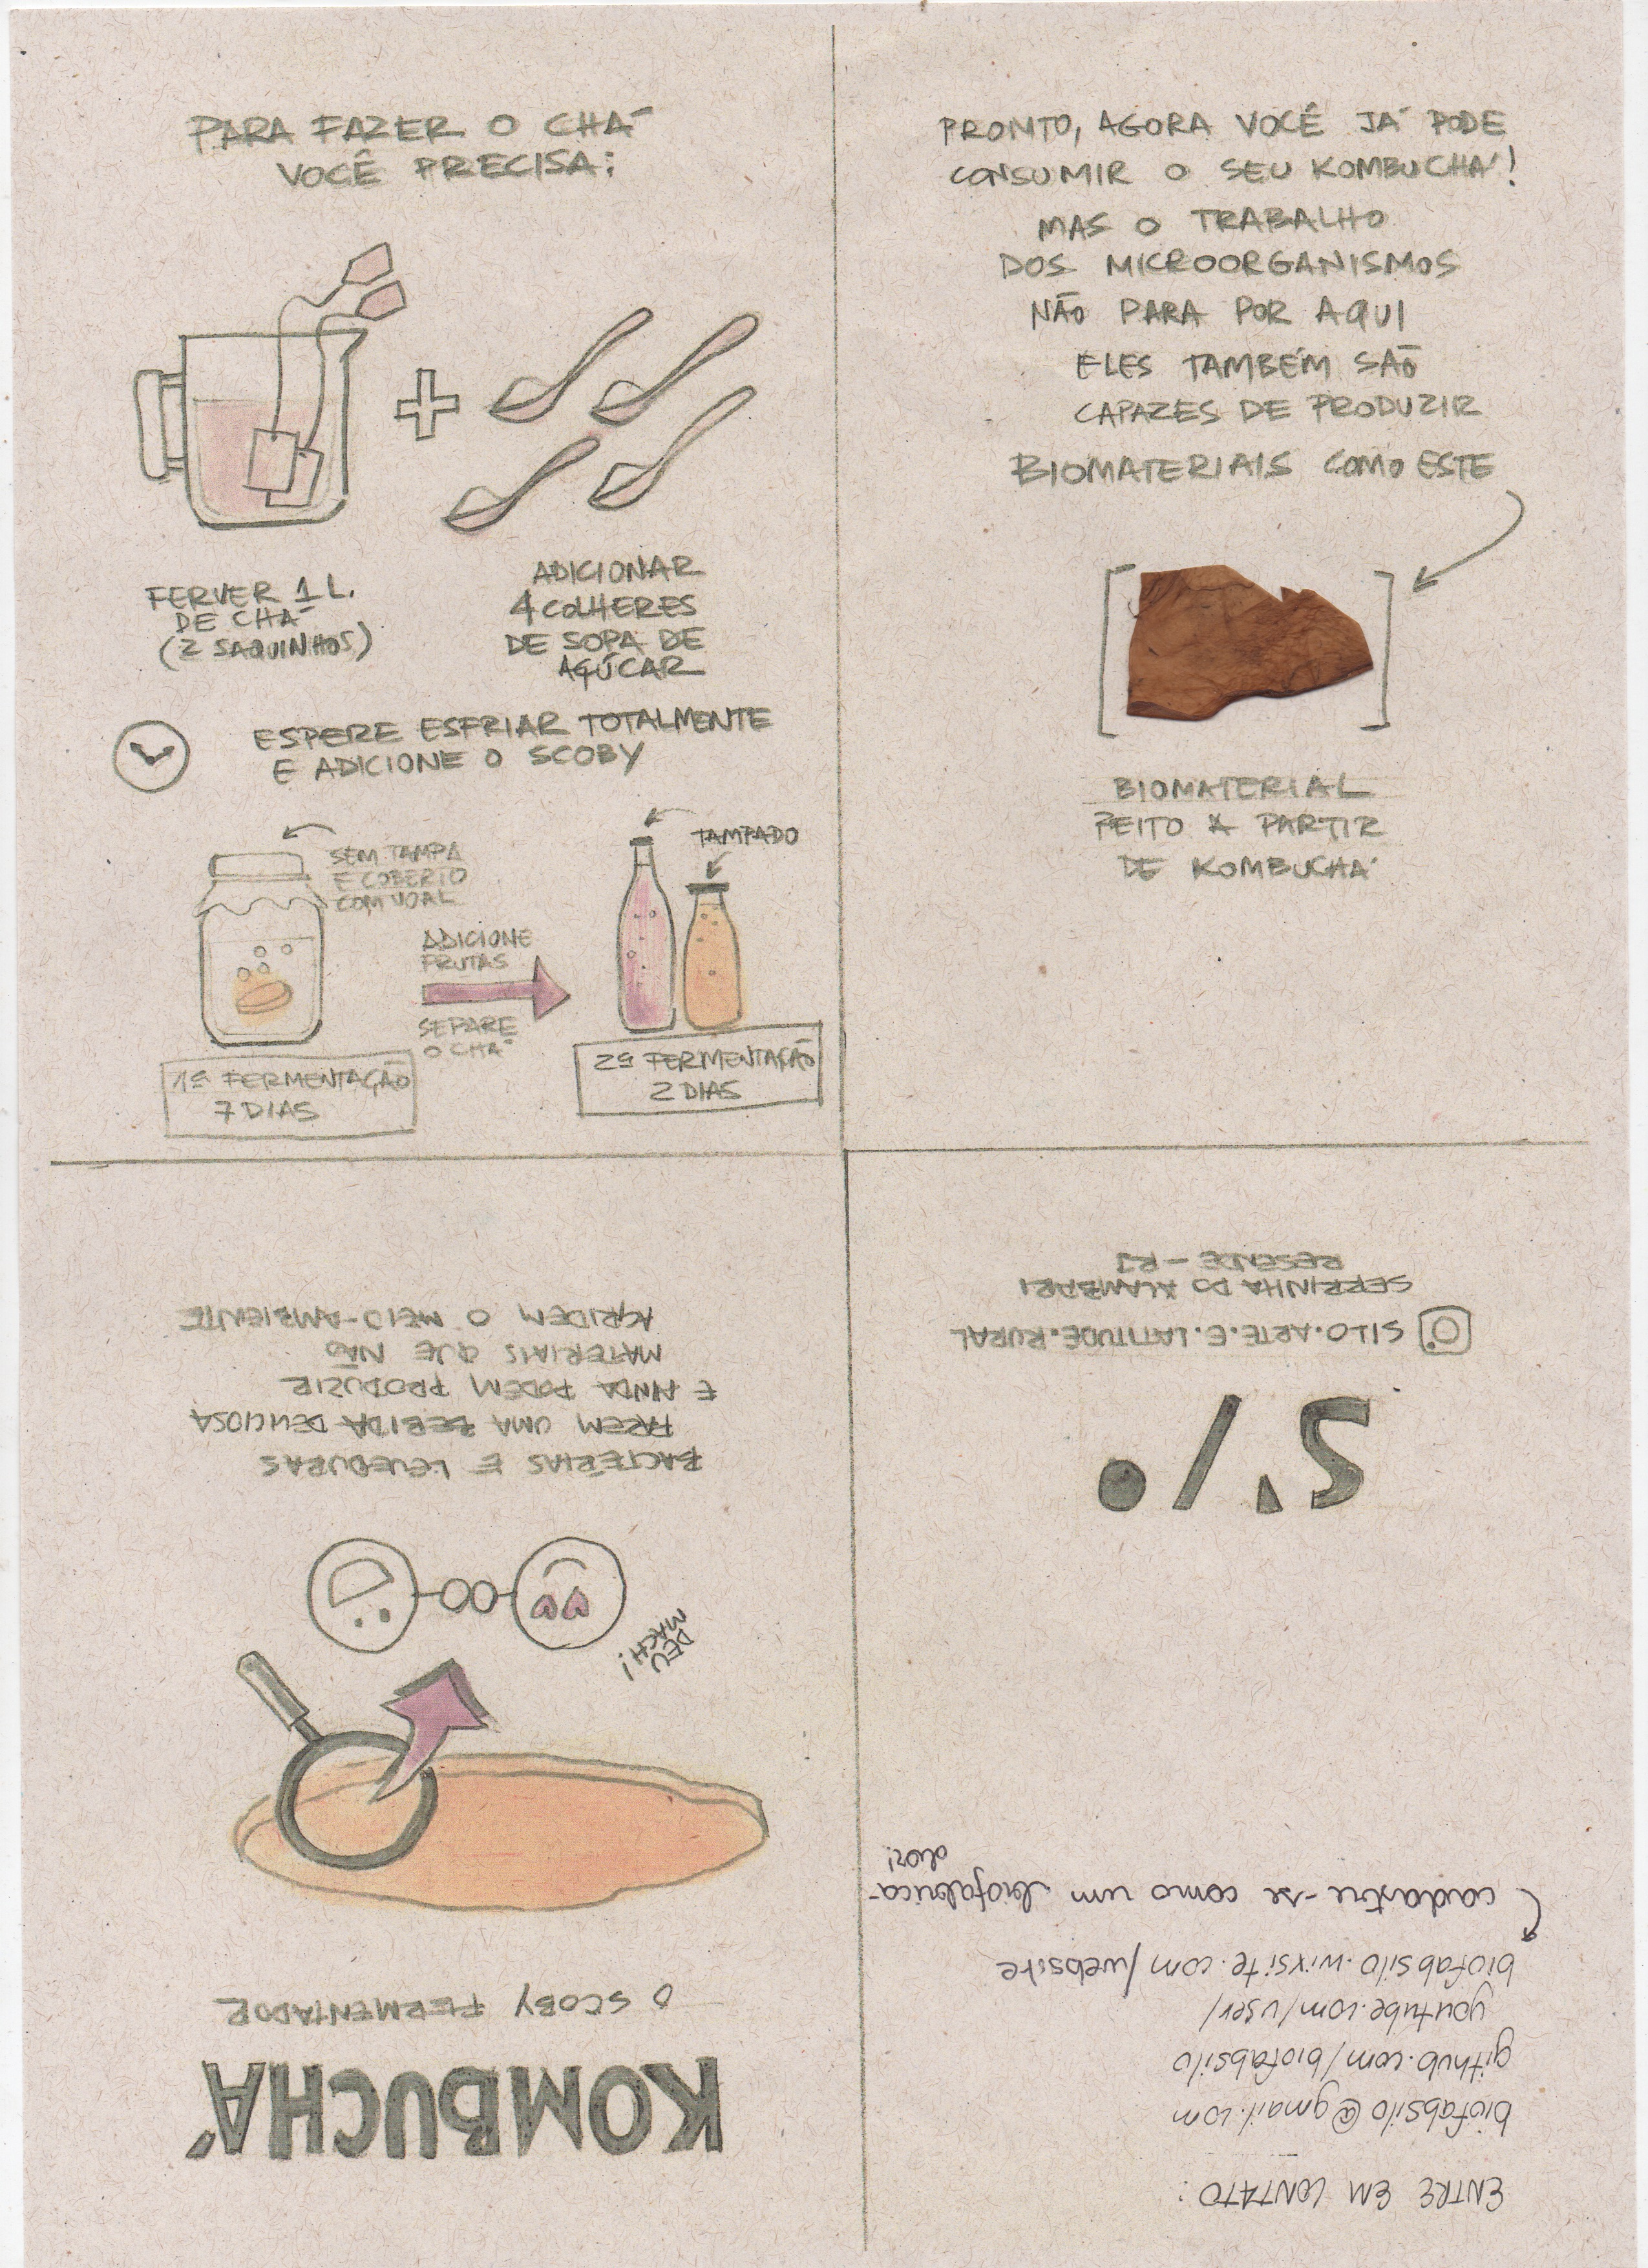 PARA FAZER O CHÁ
VOCÊ PRECISA:
FERVER 1 L.
DE CHÁ
(2 SAQUINHOS)
ADICIONAR
4 COLHERES
DE SOPA DE
AÇÚCAR
ESPERE ESFRIAR TOTALMENTE
E ADICIONE O SCOBY
SEM TAMPA
E COBERTO
COM VOAL
ADICIONE
FRUTAS
SEPARE
O CHÁ
TAMPADO
1ª FERMENTAÇÃO
7 DIAS
2ª FERMENTAÇÃO
2 DIAS
PRONTO, AGORA VOCÊ JÁ PODE
CONSUMIR O SEU KOMBUCHÁ!
MAS O TRABALHO
DOS MICROORGANISMOS
NÃO PARA POR AQUI
ELES TAMBÉM SAÕ
CAPAZES DE PRODUZIR
BIOMATERIAIS COMO ESTE
BIOMATERIAL
FEITO A PARTIR
DE KOMBUCHÁ
KOMBUCHÁ
O SCOBY FERMENTADOR
DEU
MACH!
BACTÉRIAS E LEVEDURAS
FAZEM UMA BEBIDA DELICIOSA
E AINDA PODEM PRODUZIR
MATERIAIS QUE NÃO
AGRIDEM O MEIO-AMBIENTE
ENTRE EM CONTATO:
biofabsilo@gmail.com
github.com/biofabsilo
youtube.com/user/
biofabsilo.wixsite.com/website
cadastre-se como um biofabrica-
dor!
S.I/.
SILO.ARTE.E.LATITUDE.RURAL
SERRINHA DO ALAMBARI
RESENDE - RJ